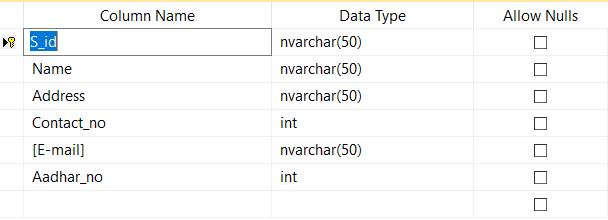 Column Name Data Type Allow Nulls
S_id nvarchar(50)
Name nvarchar(50)
Address nvarchar(50)
Contact_no int
[E-mail] nvarchar(50)
Aadhar_no int